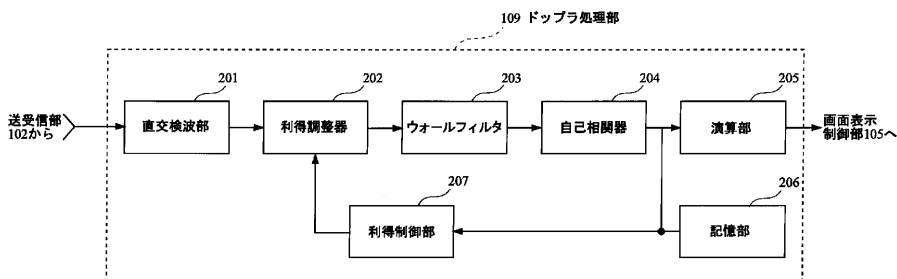 109 ドップラ処理部
201
202
203
204
205
送受信部
102から
直交検波部
利得調整器
ウォールフィルタ
自己相関器
演算部
画面表示
制御部105へ
207
206
利得制御部
記憶部